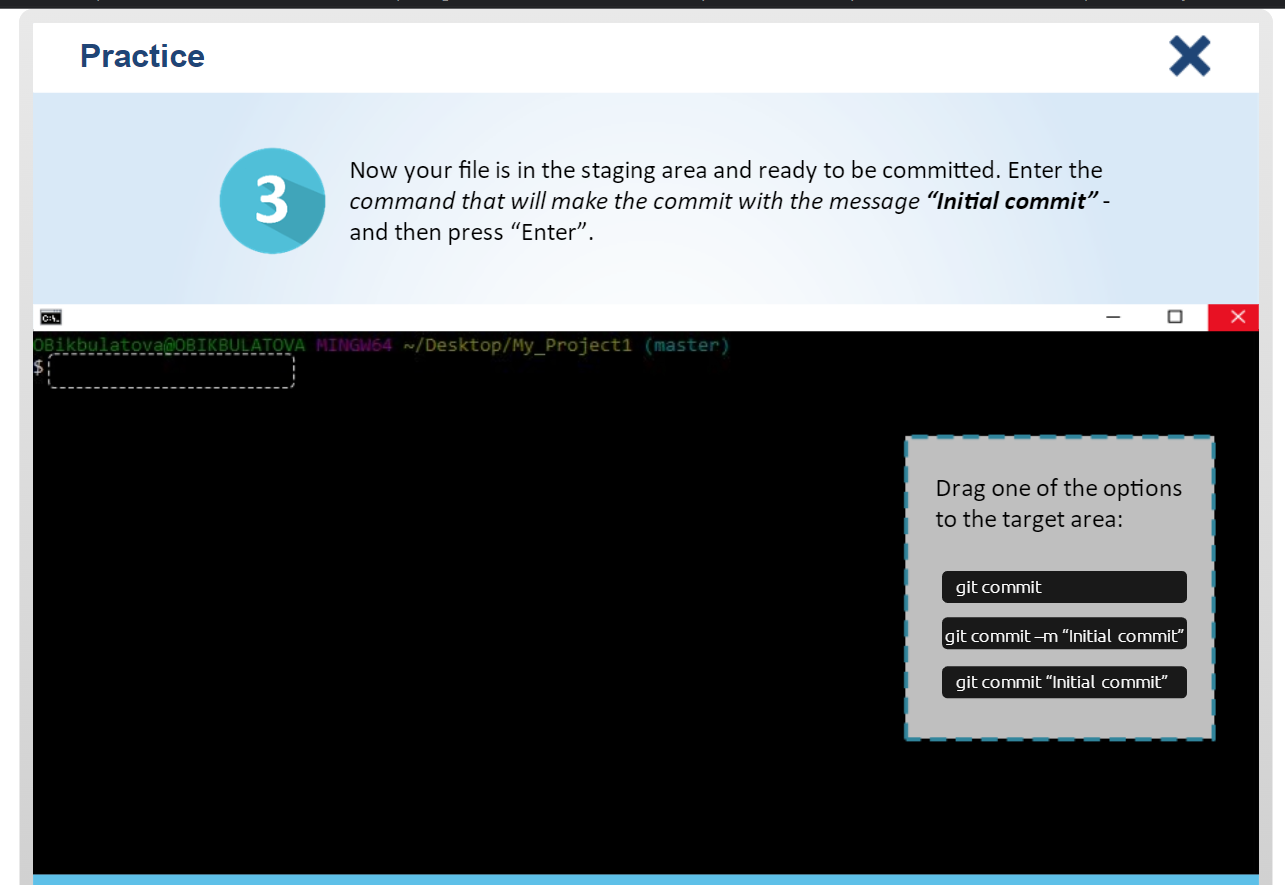 Practice
3
Now your file is in the staging area and ready to be committed. Enter the
command that will make the commit with the message “Initial commit” -
and then press “Enter”.
C:\.
OBikbulatova@OBIKBULATOVA MINGW64 ~/Desktop/My_Project1 (master)
$
Drag one of the options
to the target area:
git commit
git commit –m “Initial commit”
git commit “Initial commit”